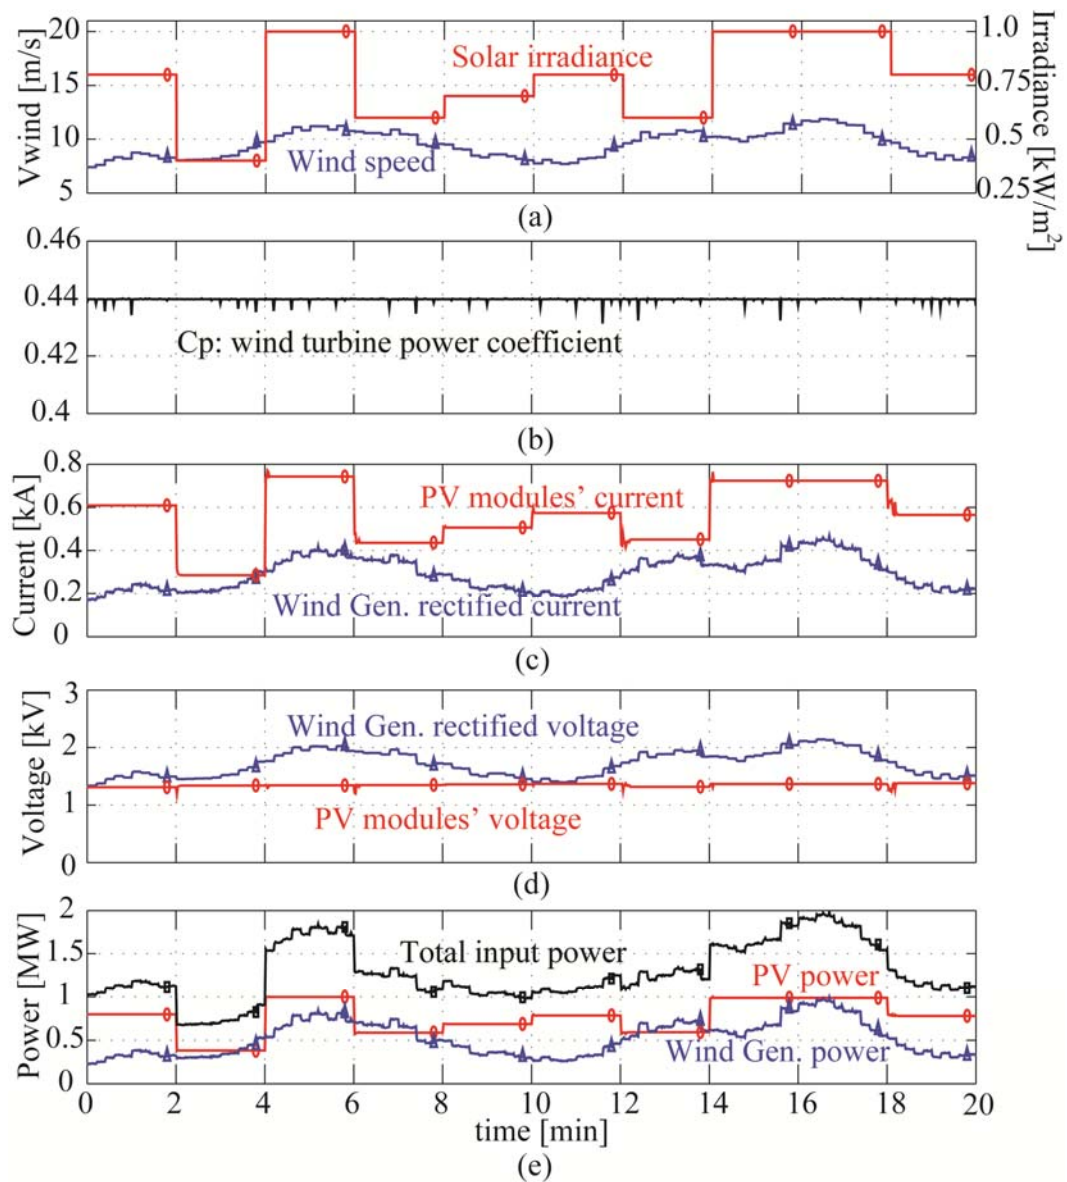 Vwind [m/s]
20
15
10
5
Solar irradiance
Wind speed
1.0
0.75
0.5
0.25
Irradiance [kW/m²]
(a)
0.46
0.44
0.42
0.4
Cp: wind turbine power coefficient
(b)
Current [kA]
0.8
0.6
0.4
0.2
0
PV modules’ current
Wind Gen. rectified current
(c)
Voltage [kV]
3
2
1
0
Wind Gen. rectified voltage
PV modules’ voltage
(d)
Power [MW]
2
1.5
1
0.5
0
Total input power
PV power
Wind Gen. power
0 2 4 6 8 10 12 14 16 18 20
time [min]
(e)